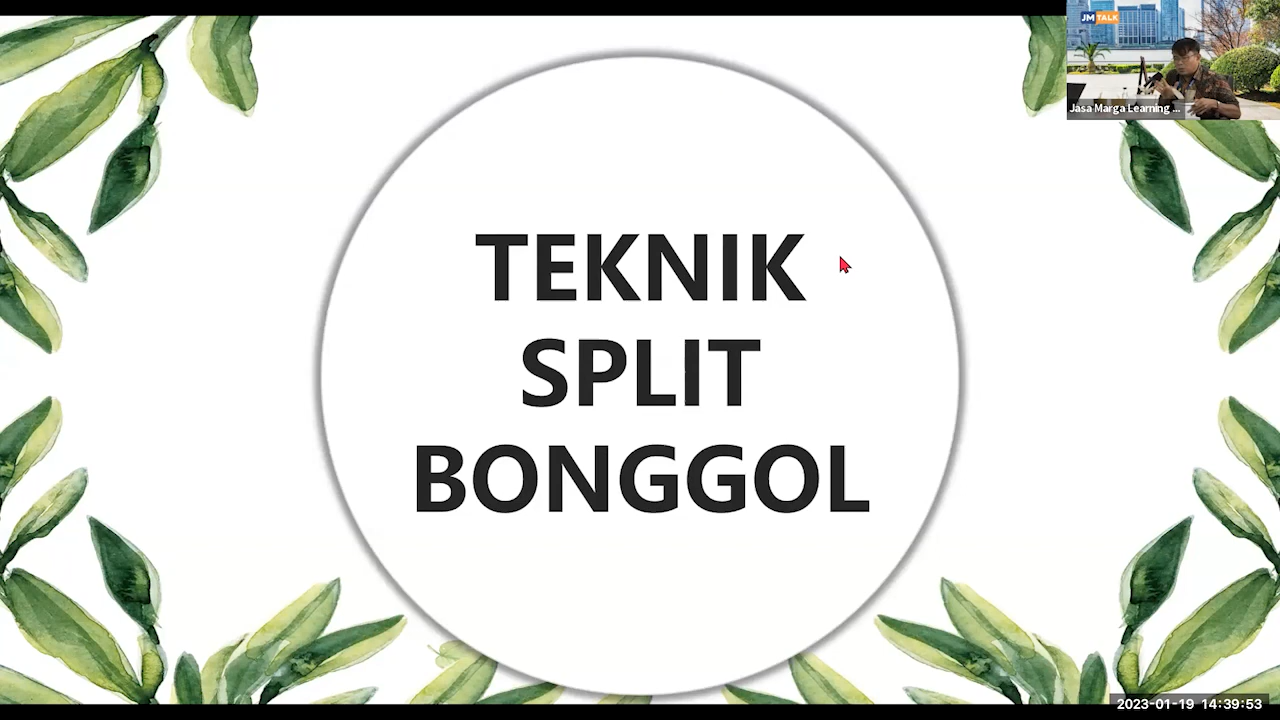 JM TALK
Jasa Marga Learning ...
TEKNIK
SPLIT
BONGGOL
2023-01-19 14:39:53